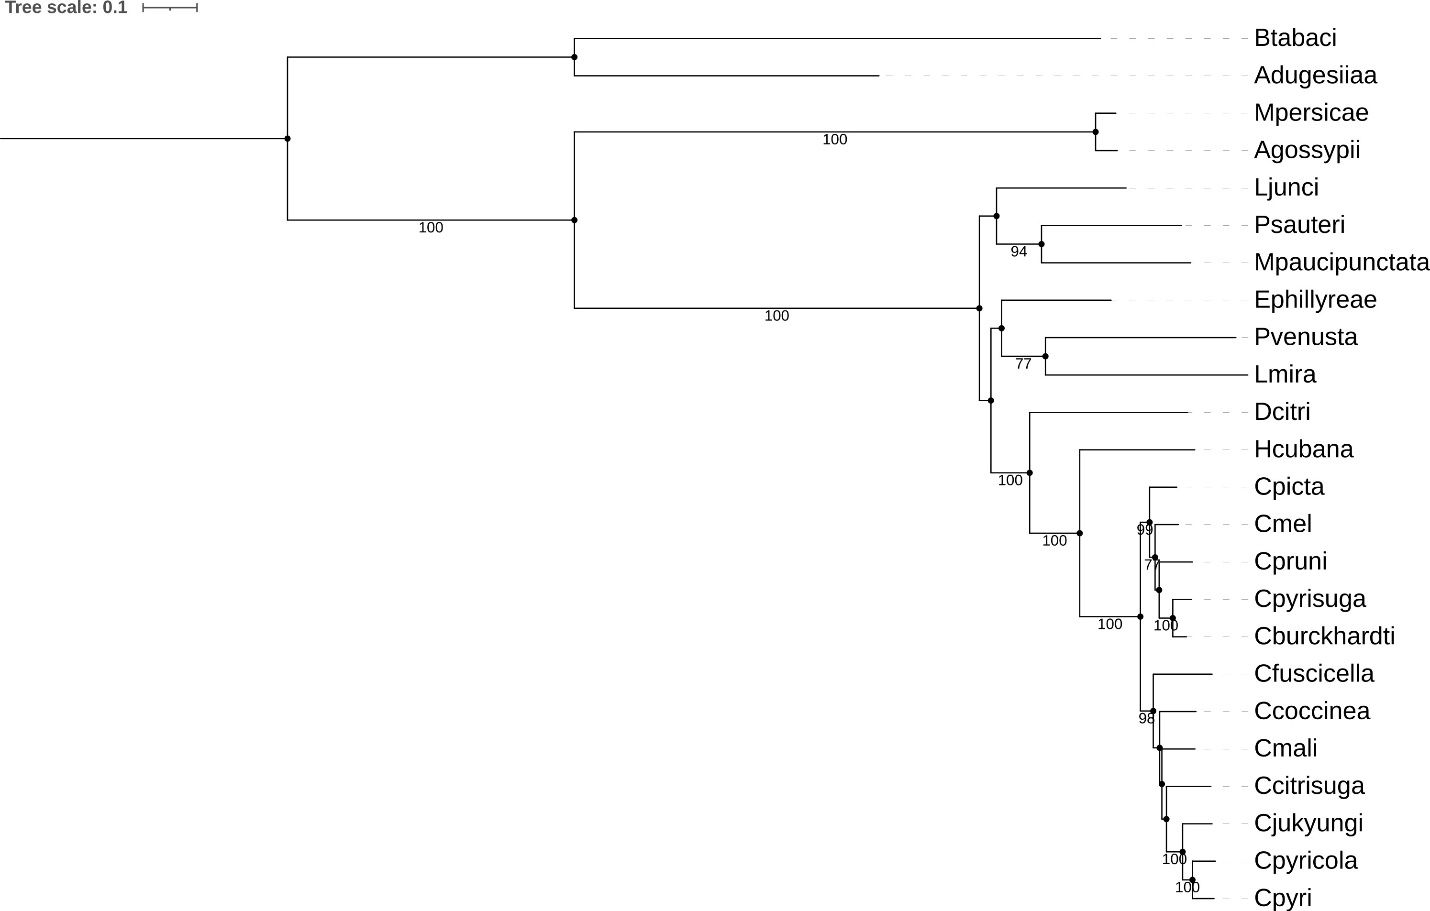 Tree scale: 0.1
Btabaci
Adugesiiaa
Mpersicae
100
Agossypii
Ljunci
Psauteri
100
94
Mpaucipunctata
Ephillyreae
100
Pvenusta
77
Lmira
Dcitri
Hcubana
100
Cpicta
Cmel
99
100
Cpruni
77
Cpyrisuga
100
100
Cburckhardti
Cfuscicella
Ccoccinea
98
Cmali
Ccitrisuga
Cjukyungi
100
Cpyricola
100
Cpyri